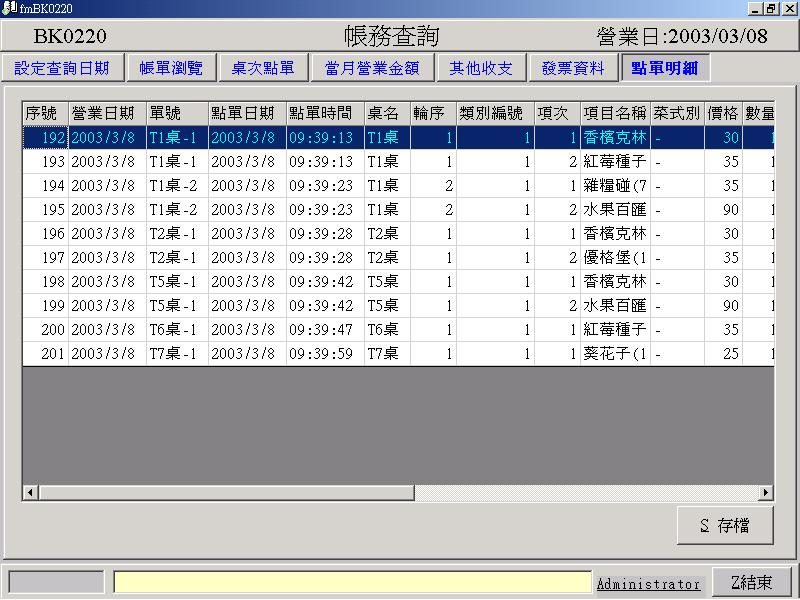 fmBK0220
BK0220 帳務查詢 營業日:2003/03/08
設定查詢日期 帳單瀏覽 桌次點單 當月營業金額 其他收支 發票資料 點單明細
序號 營業日期 單號 點單日期 點單時間 桌名 輪序 類別編號 項次 項目名稱 菜式別 價格 數量
192 2003/3/8 T1桌-1 2003/3/8 09:39:13 T1桌 1 1 1 香檳克林 - 30 1
193 2003/3/8 T1桌-1 2003/3/8 09:39:13 T1桌 1 1 2 紅莓種子 - 35 1
194 2003/3/8 T1桌-2 2003/3/8 09:39:23 T1桌 2 1 1 雜糧碰(7 - 35 1
195 2003/3/8 T1桌-2 2003/3/8 09:39:23 T1桌 2 1 2 水果百匯 - 90 1
196 2003/3/8 T2桌-1 2003/3/8 09:39:28 T2桌 1 1 1 香檳克林 - 30 1
197 2003/3/8 T2桌-1 2003/3/8 09:39:28 T2桌 1 1 2 優格堡(1 - 35 1
198 2003/3/8 T5桌-1 2003/3/8 09:39:42 T5桌 1 1 1 香檳克林 - 30 1
199 2003/3/8 T5桌-1 2003/3/8 09:39:42 T5桌 1 1 2 水果百匯 - 90 1
200 2003/3/8 T6桌-1 2003/3/8 09:39:47 T6桌 1 1 1 紅莓種子 - 35 1
201 2003/3/8 T7桌-1 2003/3/8 09:39:59 T7桌 1 1 1 葵花子(1 - 25 1
S 存檔
Administrator Z結束